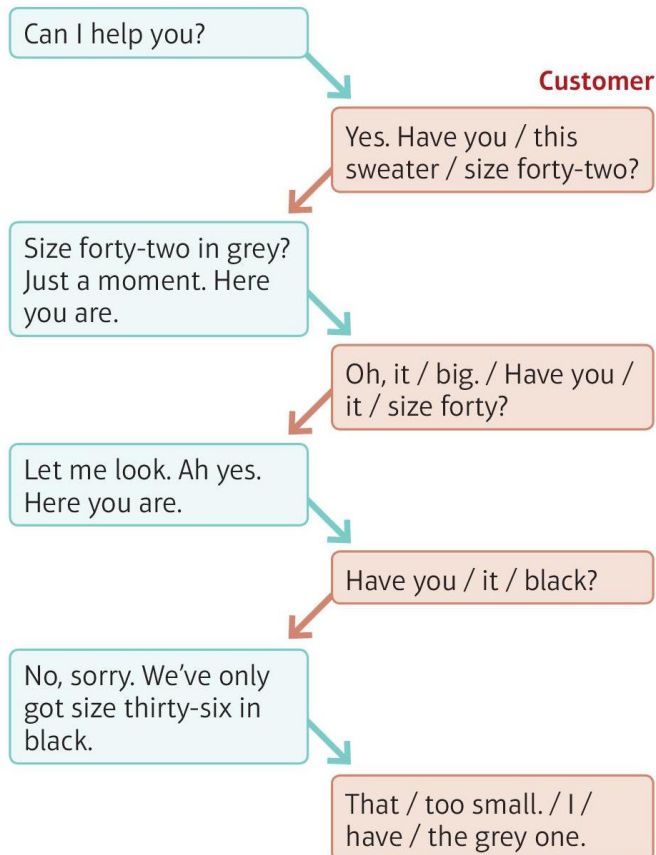 Can I help you?
Customer
Yes. Have you / this
sweater / size forty-two?
Size forty-two in grey?
Just a moment. Here
you are.
Oh, it / big. / Have you /
it / size forty?
Let me look. Ah yes.
Here you are.
Have you / it / black?
No, sorry. We've only
got size thirty-six in
black.
That / too small. / I /
have / the grey one.